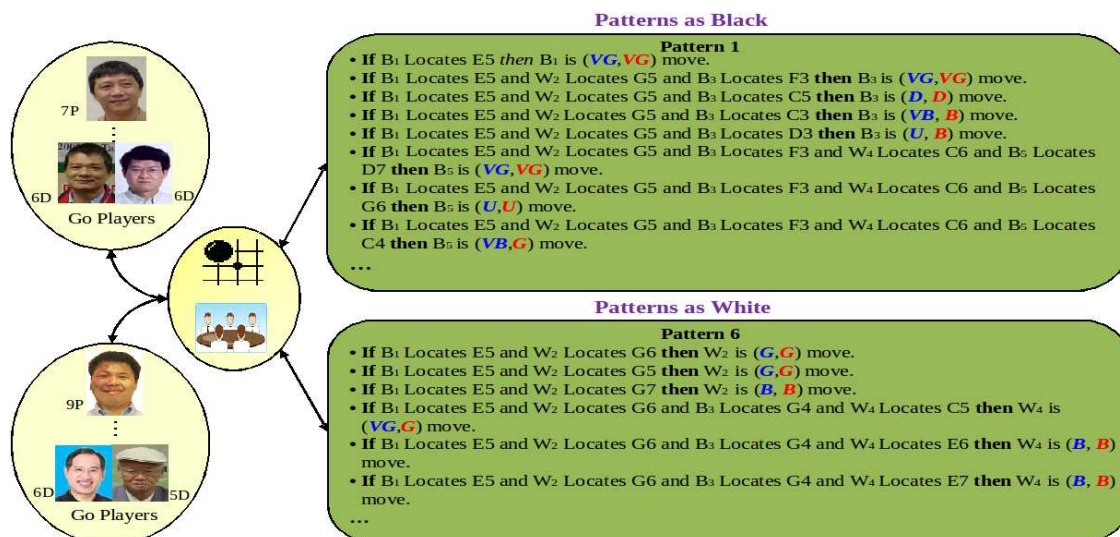 Patterns as Black
Pattern 1
• If B1 Locates E5 then B1 is (VG,VG) move.
• If B1 Locates E5 and W2 Locates G5 and B3 Locates F3 then B3 is (VG,VG) move.
• If B1 Locates E5 and W2 Locates G5 and B3 Locates C5 then B3 is (D, D) move.
• If B1 Locates E5 and W2 Locates G5 and B3 Locates C3 then B3 is (VB, B) move.
• If B1 Locates E5 and W2 Locates G5 and B3 Locates D3 then B3 is (U, B) move.
• If B1 Locates E5 and W2 Locates G5 and B3 Locates F3 and W4 Locates C6 and B5 Locates
D7 then B5 is (VG,VG) move.
• If B1 Locates E5 and W2 Locates G5 and B3 Locates F3 and W4 Locates C6 and B5 Locates
G6 then B5 is (U,U) move.
• If B1 Locates E5 and W2 Locates G5 and B3 Locates F3 and W4 Locates C6 and B5 Locates
C4 then B5 is (VB,G) move.
...
7P
...
6D
6D
Go Players
Patterns as White
Pattern 6
• If B1 Locates E5 and W2 Locates G6 then W2 is (G,G) move.
• If B1 Locates E5 and W2 Locates G5 then W2 is (G,G) move.
• If B1 Locates E5 and W2 Locates G7 then W2 is (B, B) move.
• If B1 Locates E5 and W2 Locates G6 and B3 Locates G4 and W4 Locates C5 then W4 is
(VG,G) move.
• If B1 Locates E5 and W2 Locates G6 and B3 Locates G4 and W4 Locates E6 then W4 is (B, B)
move.
• If B1 Locates E5 and W2 Locates G6 and B3 Locates G4 and W4 Locates E7 then W4 is (B, B)
move.
...
9P
...
6D
5D
Go Players